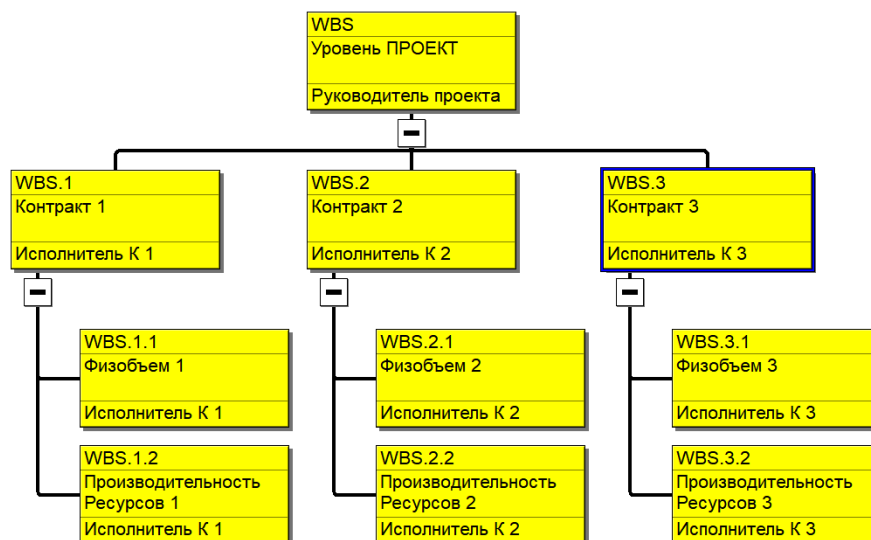 WBS
Уровень ПРОЕКТ
Руководитель проекта
WBS.1
Контракт 1
Исполнитель К 1
WBS.2
Контракт 2
Исполнитель К 2
WBS.3
Контракт 3
Исполнитель К 3
WBS.1.1
Физобъем 1
Исполнитель К 1
WBS.2.1
Физобъем 2
Исполнитель К 2
WBS.3.1
Физобъем 3
Исполнитель К 3
WBS.1.2
Производительность
Ресурсов 1
Исполнитель К 1
WBS.2.2
Производительность
Ресурсов 2
Исполнитель К 2
WBS.3.2
Производительность
Ресурсов 3
Исполнитель К 3